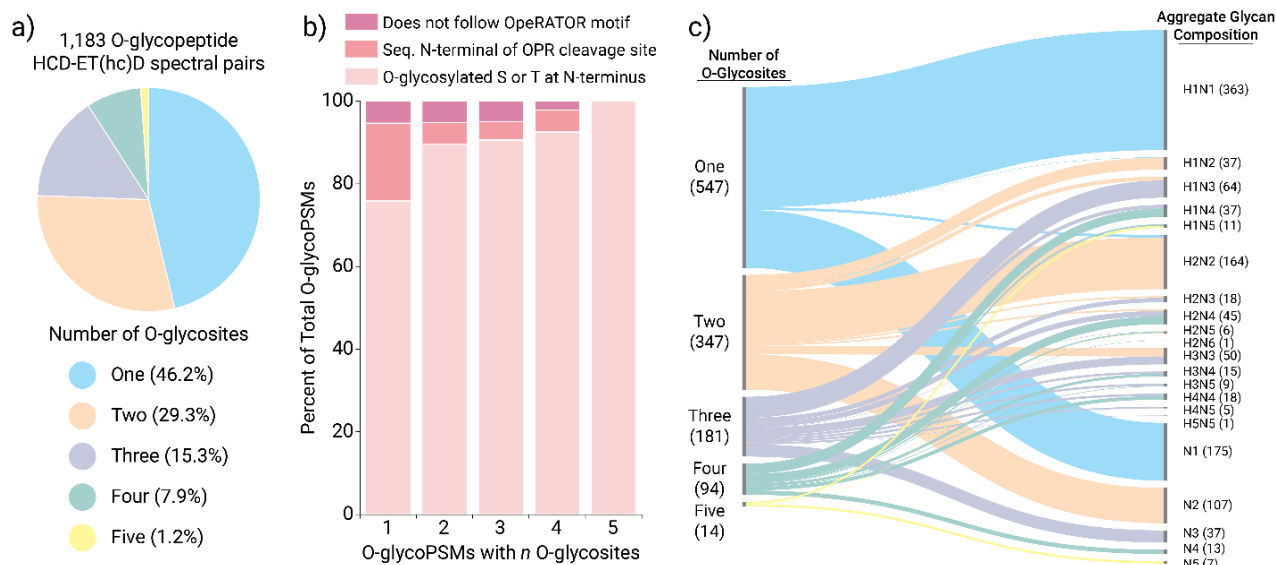 a)
1,183 O-glycopeptide
HCD-ET(hc)D spectral pairs
Number of O-glycosites
One (46.2%)
Two (29.3%)
Three (15.3%)
Four (7.9%)
Five (1.2%)
b)
Does not follow OpeRATOR motif
Seq. N-terminal of OPR cleavage site
O-glycosylated S or T at N-terminus
Percent of Total O-glycoPSMs
100
80
60
40
20
0
1 2 3 4 5
O-glycoPSMs with n O-glycosites
c)
Number of
O-Glycosites
One
(547)
Two
(347)
Three
(181)
Four
(94)
Five
(14)
Aggregate Glycan
Composition
H1N1 (363)
H1N2 (37)
H1N3 (64)
H1N4 (37)
H1N5 (11)
H2N2 (164)
H2N3 (18)
H2N4 (45)
H2N5 (6)
H2N6 (1)
H3N3 (50)
H3N4 (15)
H3N5 (9)
H4N4 (18)
H4N5 (5)
H5N5 (1)
N1 (175)
N2 (107)
N3 (37)
N4 (13)
N5 (7)